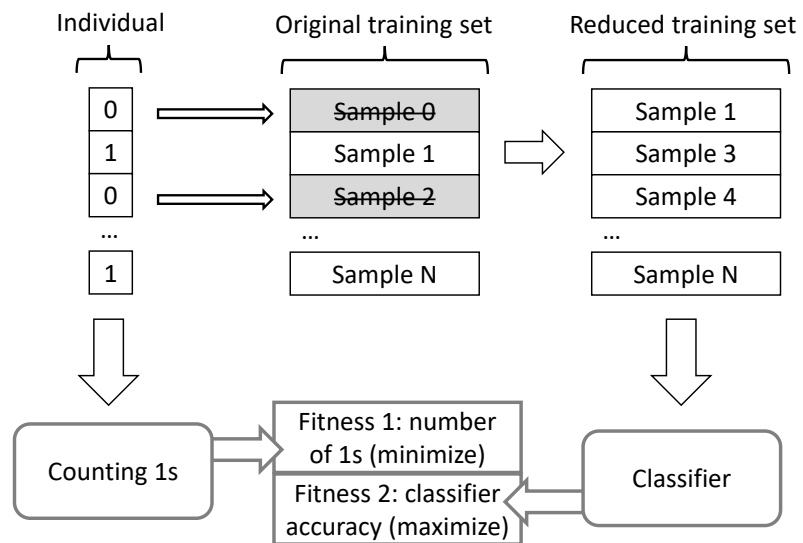 Individual
Original training set
Reduced training set
0
1
0
...
1
Sample 0
Sample 1
Sample 2
...
Sample N
Sample 1
Sample 3
Sample 4
...
Sample N
Counting 1s
Fitness 1: number
of 1s (minimize)
Fitness 2: classifier
accuracy (maximize)
Classifier